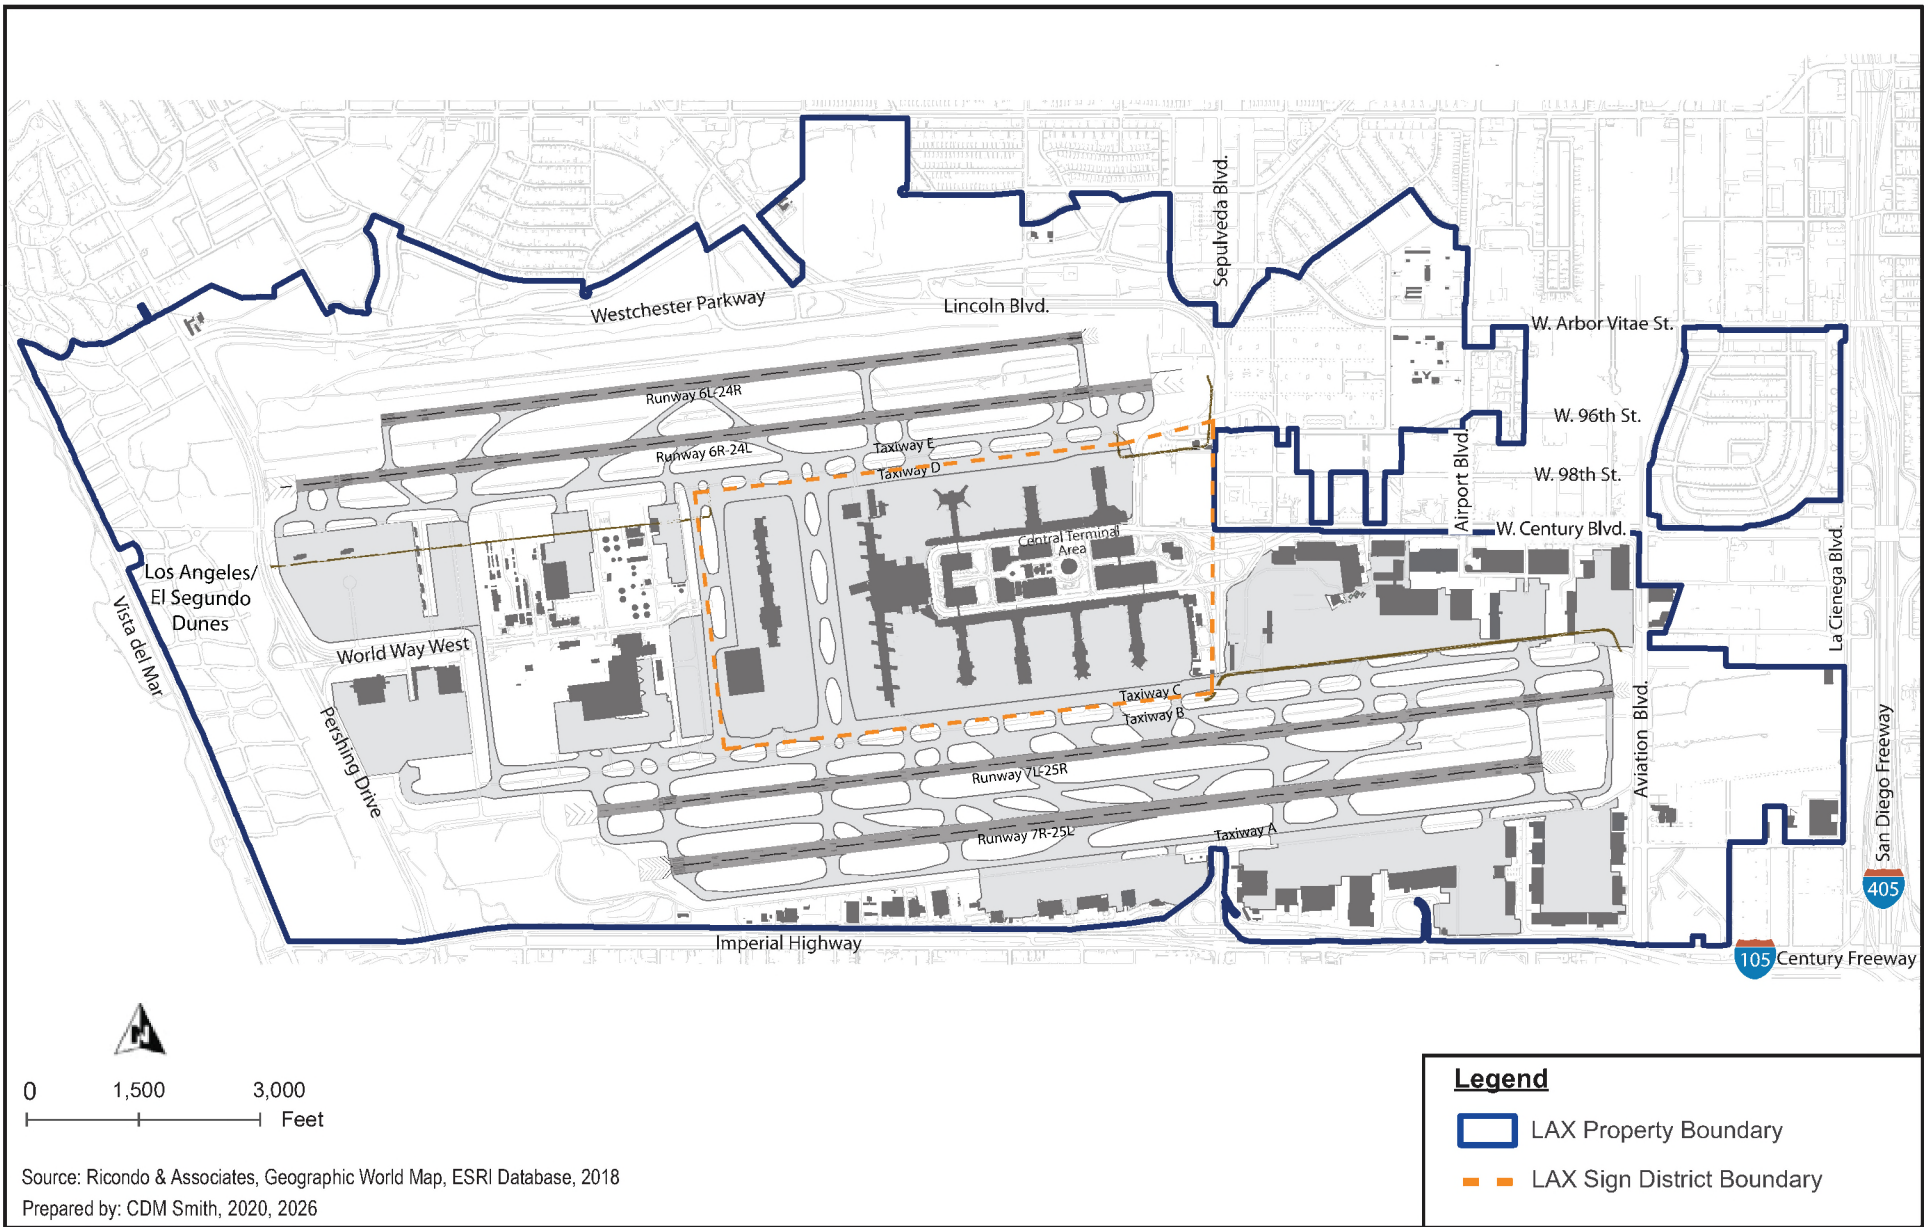 Sepulveda Blvd.
Westchester Parkway
Lincoln Blvd.
W. Arbor Vitae St.
Runway 6L-24R
W. 96th St.
Airport Blvd.
Taxiway E
Runway 6R-24L
Taxiway D
W. 98th St.
W. Century Blvd.
Central Terminal
Area
La Cienega Blvd.
Los Angeles/
El Segundo
Dunes
Vista del Mar
World Way West
Pershing Drive
Taxiway C
Taxiway B
Aviation Blvd.
San Diego Freeway
Runway 7L-25R
Runway 7R-25L
Taxiway A
405
Imperial Highway
105 Century Freeway
N
0 1,500 3,000
Feet
Legend
LAX Property Boundary
LAX Sign District Boundary
Source: Ricondo & Associates, Geographic World Map, ESRI Database, 2018
Prepared by: CDM Smith, 2020, 2026